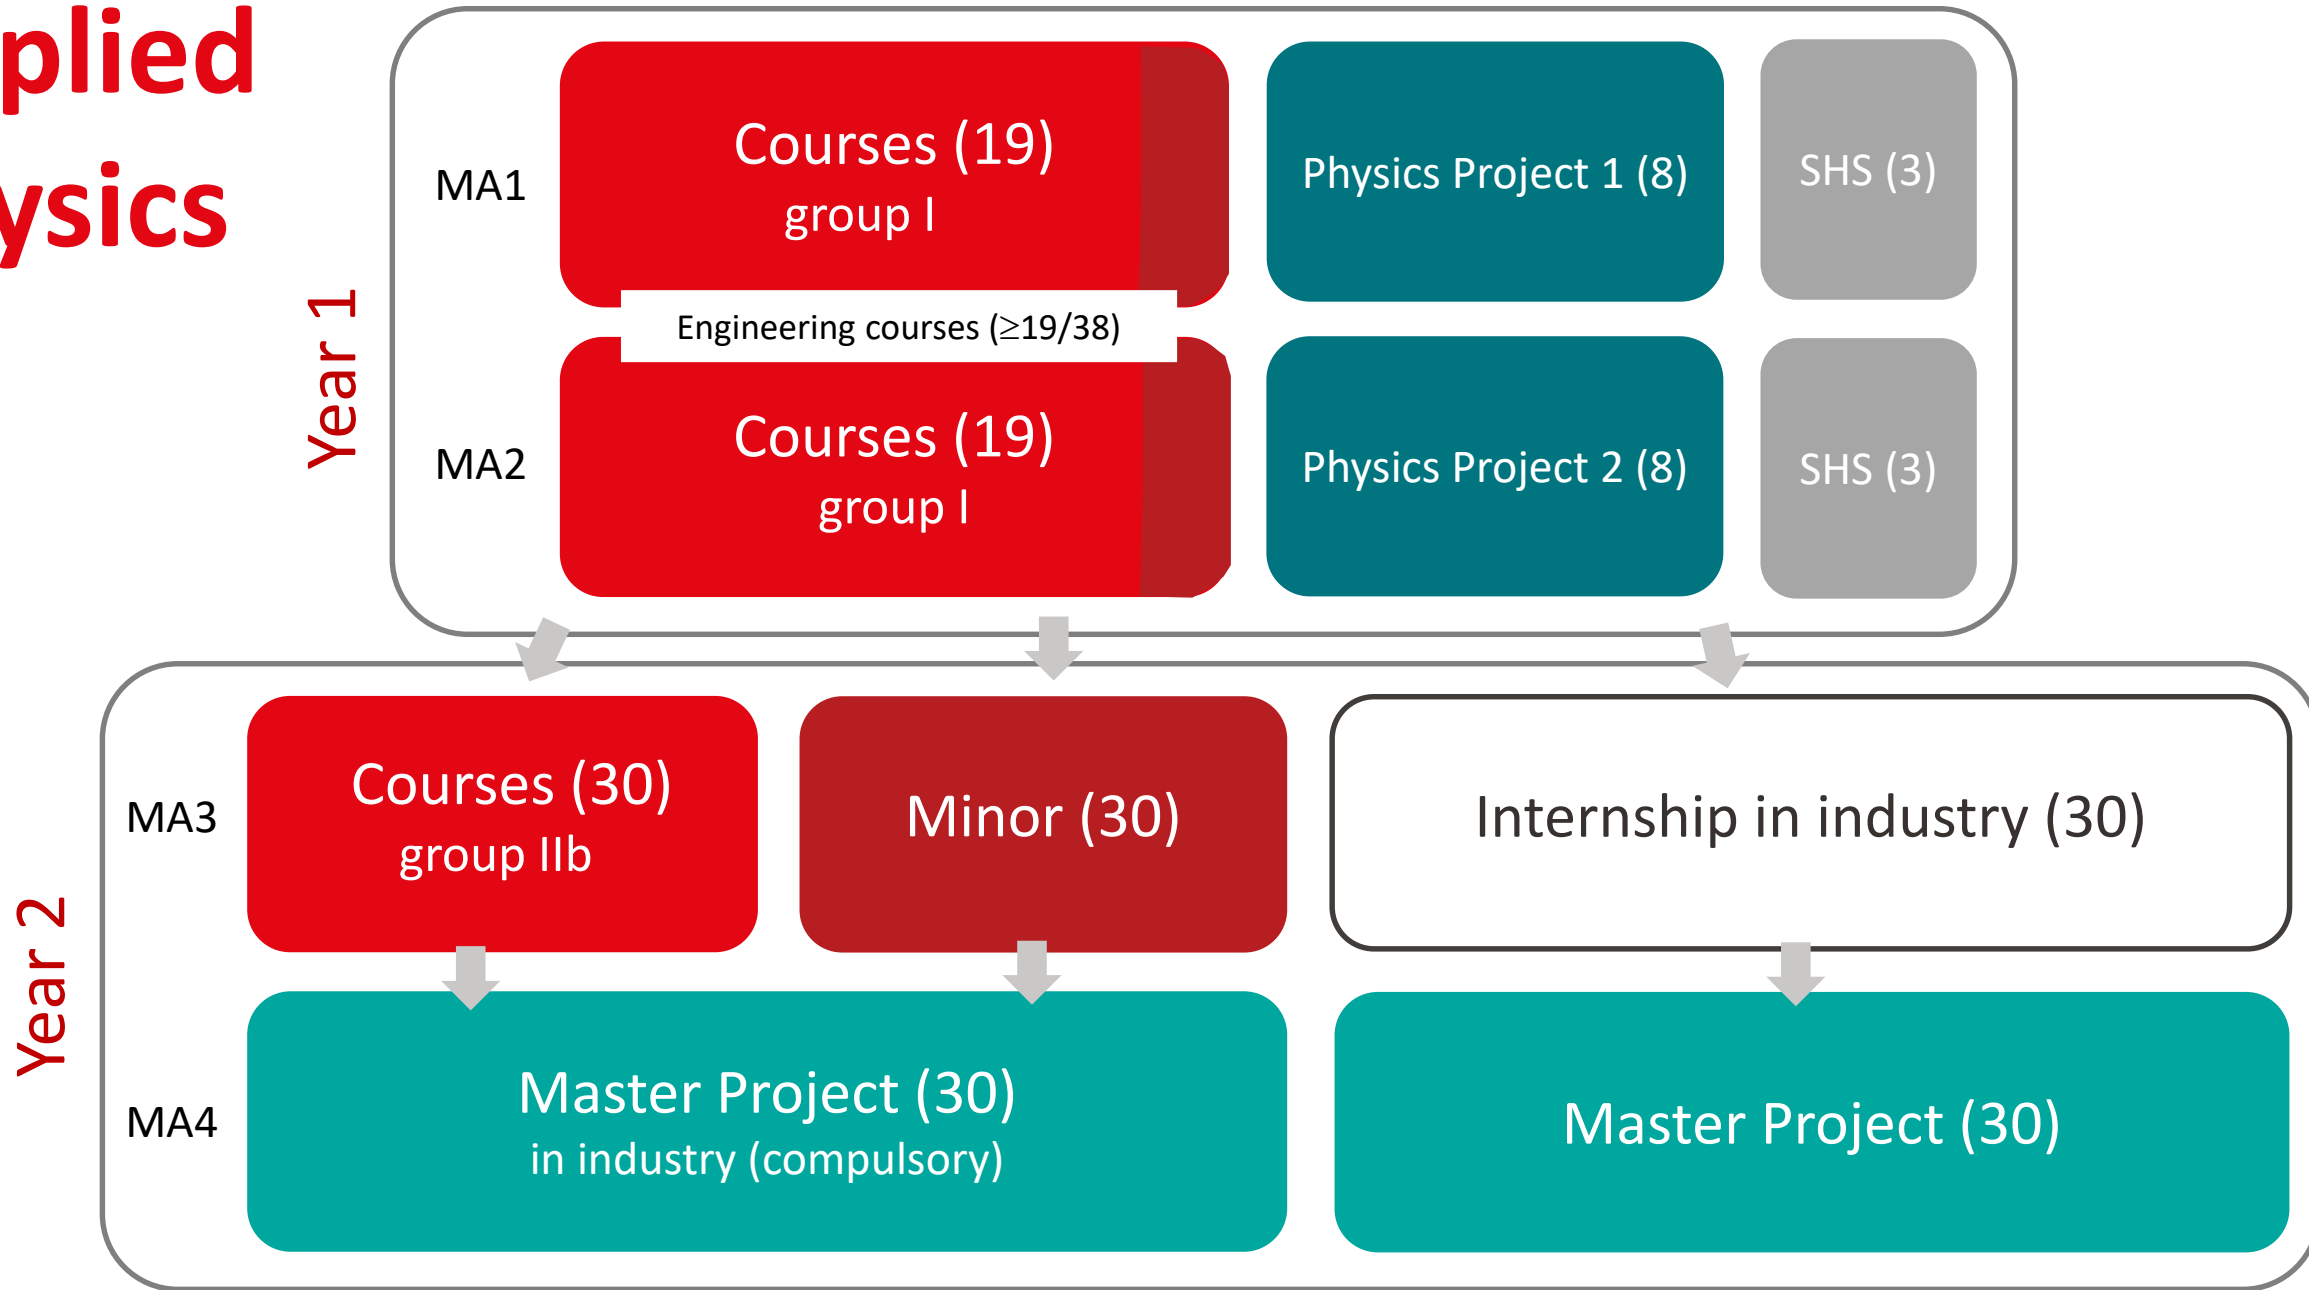 plied
ysics
Year 1
MA1
Courses (19)
group I
Physics Project 1 (8)
SHS (3)
Engineering courses (≥19/38)
MA2
Courses (19)
group I
Physics Project 2 (8)
SHS (3)
Year 2
MA3
Courses (30)
group IIb
Minor (30)
Internship in industry (30)
MA4
Master Project (30)
in industry (compulsory)
Master Project (30)